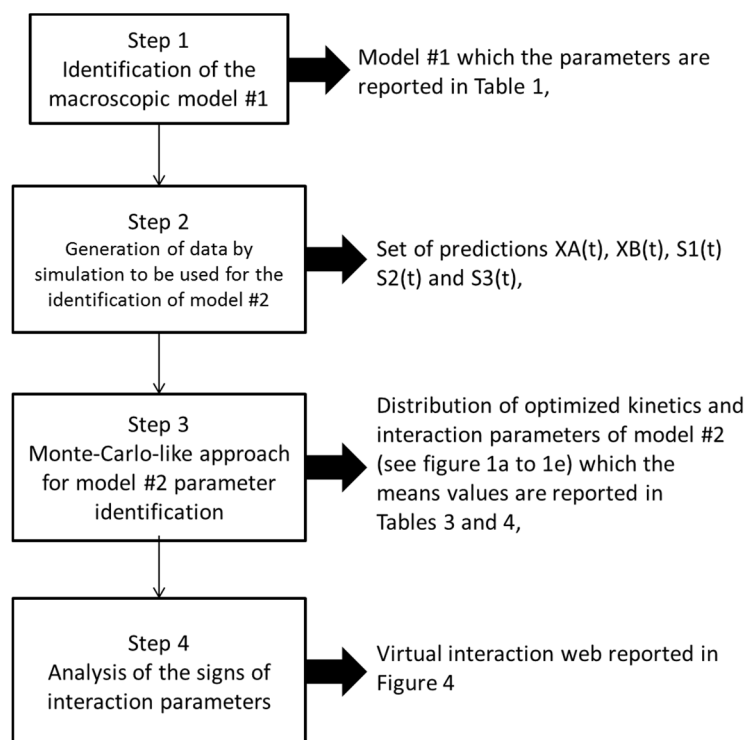 Step 1
Identification of the
macroscopic model #1
Model #1 which the parameters are
reported in Table 1,
Step 2
Generation of data by
simulation to be used for the
identification of model #2
Set of predictions XA(t), XB(t), S1(t)
S2(t) and S3(t),
Step 3
Monte-Carlo-like approach
for model #2 parameter
identification
Distribution of optimized kinetics and
interaction parameters of model #2
(see figure 1a to 1e) which the
means values are reported in
Tables 3 and 4,
Step 4
Analysis of the signs of
interaction parameters
Virtual interaction web reported in
Figure 4